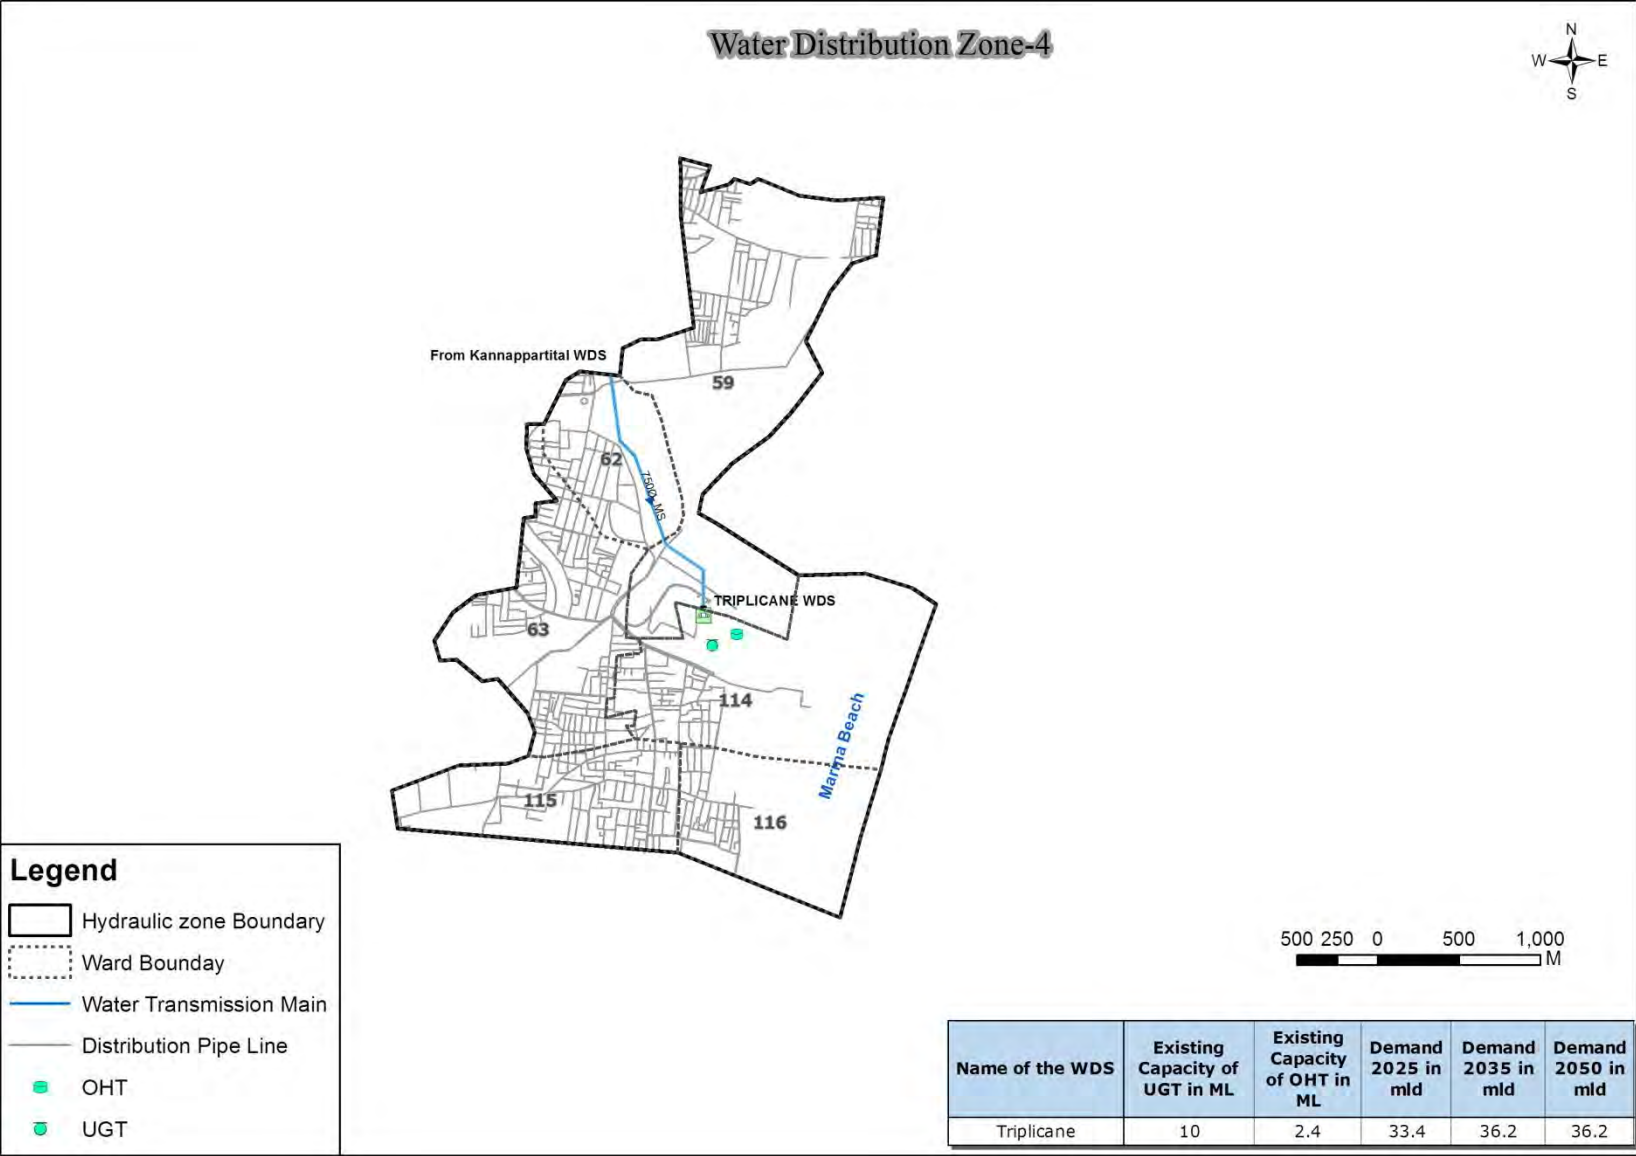 Water Distribution Zone-4
N
W E
S
From Kannappartital WDS
59
62
750Ø MS
TRIPLICANE WDS
63
114
Marina Beach
115
116
Legend
Hydraulic zone Boundary
Ward Bounday
Water Transmission Main
Distribution Pipe Line
OHT
UGT
500 250 0 500 1,000
M
Name of the WDS
Existing
Capacity of
UGT in ML
Existing
Capacity
of OHT in
ML
Demand
2025 in
mld
Demand
2035 in
mld
Demand
2050 in
mld
Triplicane 10 2.4 33.4 36.2 36.2